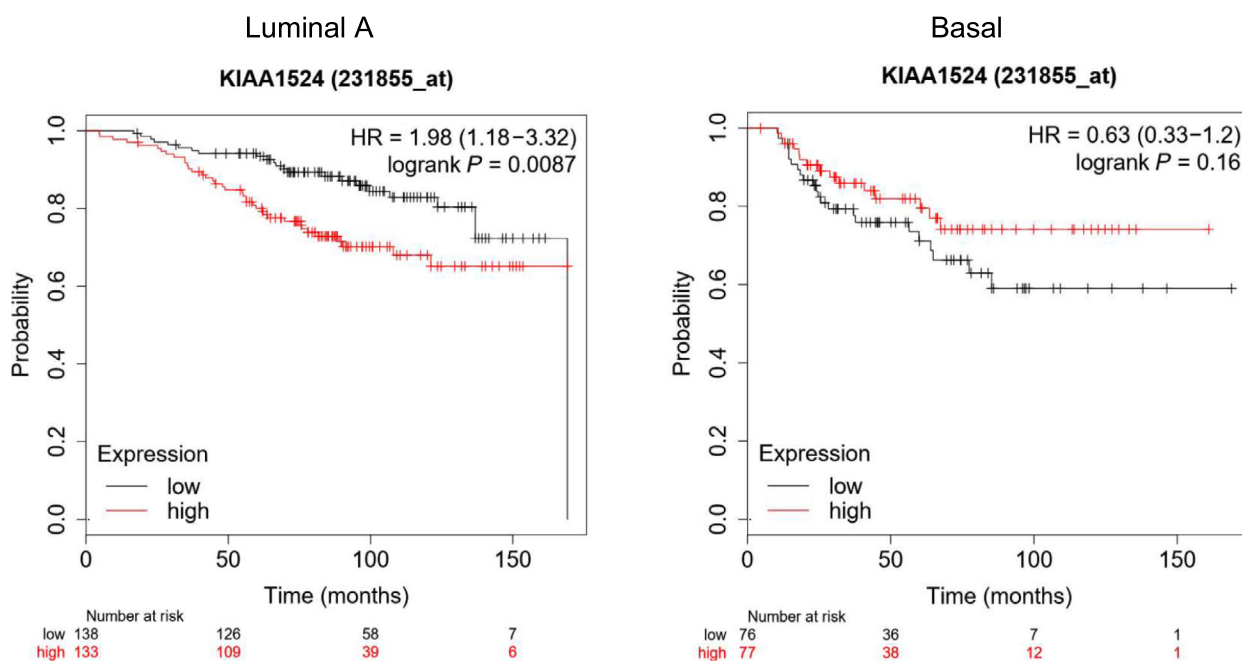 Luminal A
KIAA1524 (231855_at)
HR = 1.98 (1.18−3.32)
logrank P = 0.0087
Probability
1.0
0.8
0.6
0.4
0.2
0.0
Expression
low
high
0 50 100 150
Time (months)
Number at risk
low 138 126 58 7
high 133 109 39 6
Basal
KIAA1524 (231855_at)
HR = 0.63 (0.33−1.2)
logrank P = 0.16
Probability
1.0
0.8
0.6
0.4
0.2
0.0
Expression
low
high
0 50 100 150
Time (months)
Number at risk
low 76 36 7 1
high 77 38 12 1